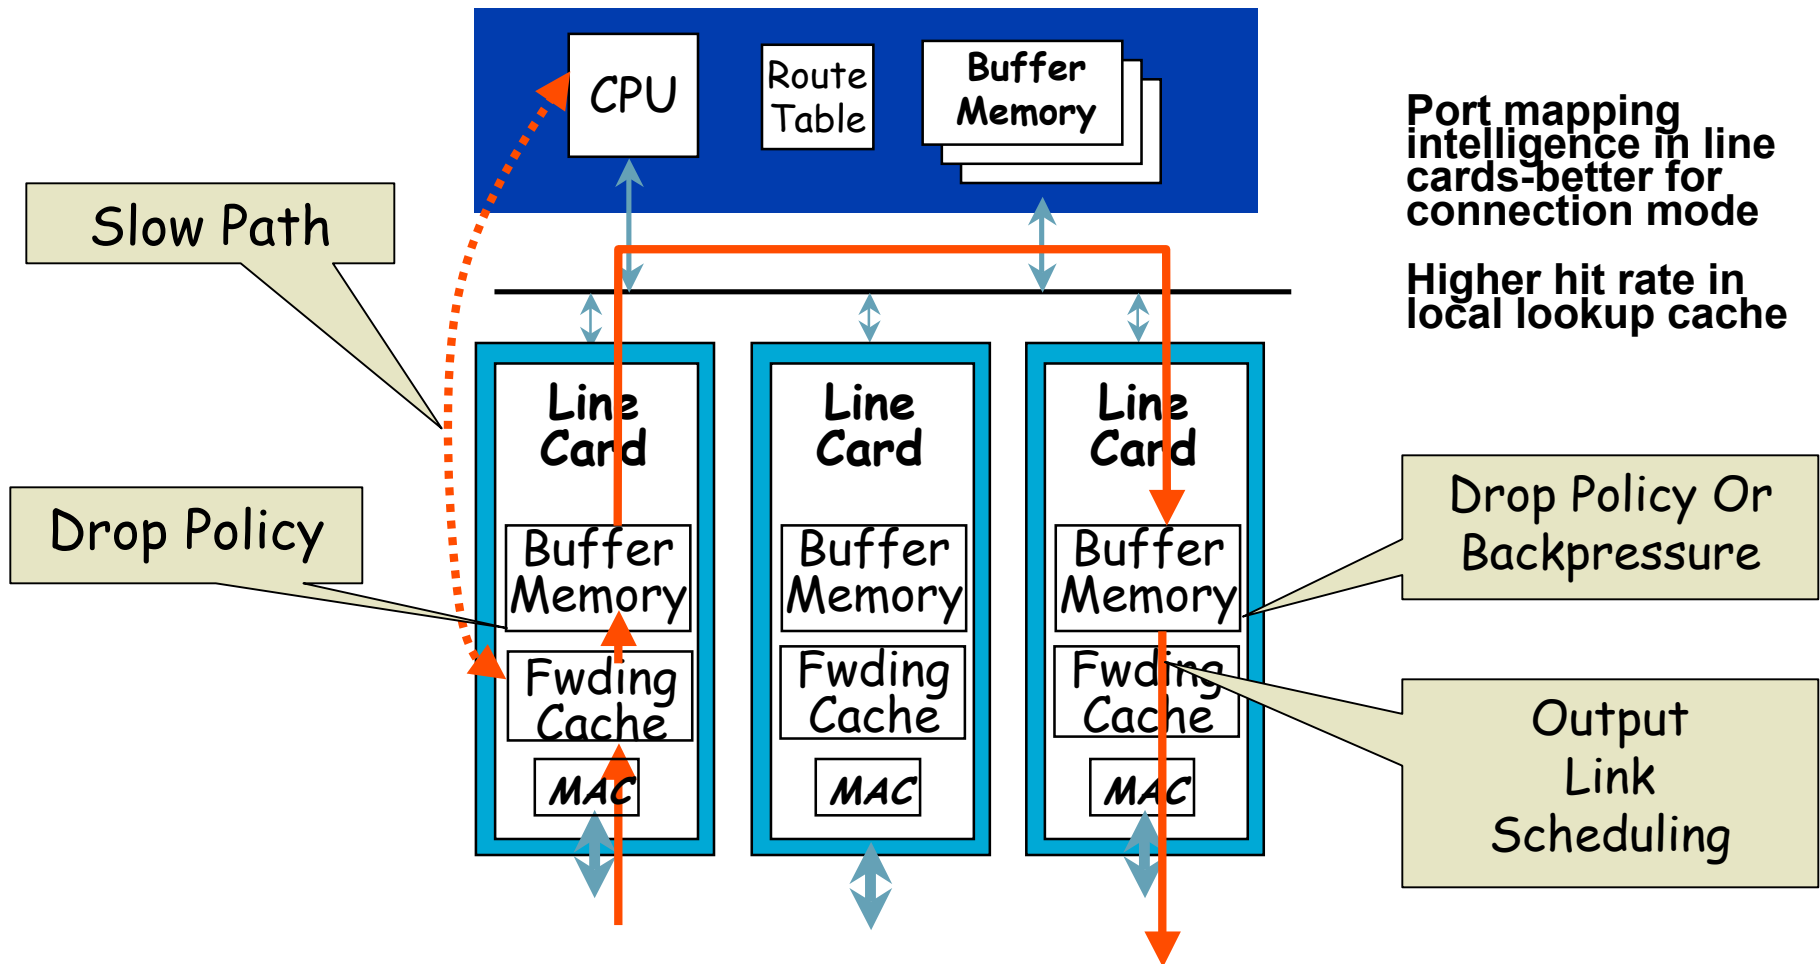 CPU
Route
Table
Buffer
Memory
Port mapping
intelligence in line
cards-better for
connection mode
Higher hit rate in
local lookup cache
Slow Path
Drop Policy
Line
Card
Buffer
Memory
Fwding
Cache
MAC
Line
Card
Buffer
Memory
Fwding
Cache
MAC
Line
Card
Buffer
Memory
Fwding
Cache
MAC
Drop Policy Or
Backpressure
Output
Link
Scheduling